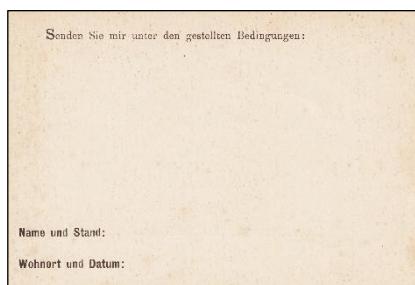 Senden Sie mir unter den gestellten Bedingungen:
Name und Stand:
Wohnort und Datum: